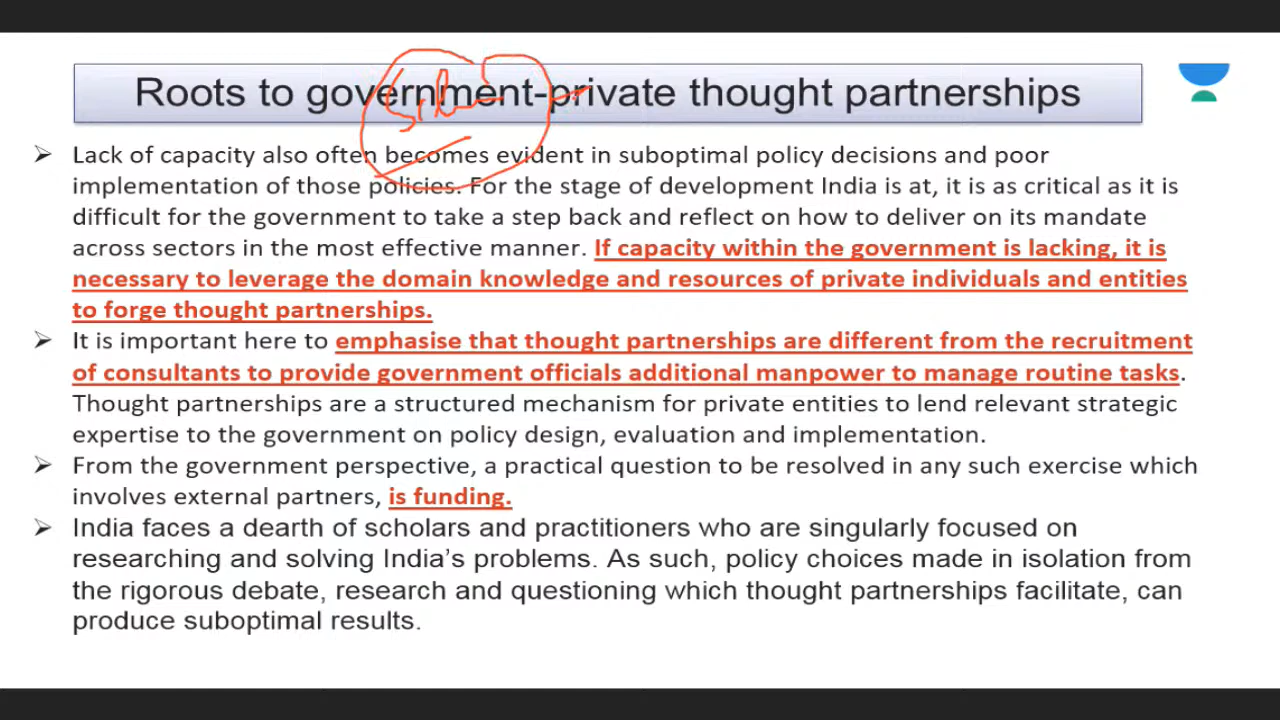 Roots to government-private thought partnerships
Lack of capacity also often becomes evident in suboptimal policy decisions and poor
implementation of those policies. For the stage of development India is at, it is as critical as it is
difficult for the government to take a step back and reflect on how to deliver on its mandate
across sectors in the most effective manner. If capacity within the government is lacking, it is
necessary to leverage the domain knowledge and resources of private individuals and entities
to forge thought partnerships.
It is important here to emphasise that thought partnerships are different from the recruitment
of consultants to provide government officials additional manpower to manage routine tasks.
Thought partnerships are a structured mechanism for private entities to lend relevant strategic
expertise to the government on policy design, evaluation and implementation.
From the government perspective, a practical question to be resolved in any such exercise which
involves external partners, is funding.
India faces a dearth of scholars and practitioners who are singularly focused on
researching and solving India's problems. As such, policy choices made in isolation from
the rigorous debate, research and questioning which thought partnerships facilitate, can
produce suboptimal results.